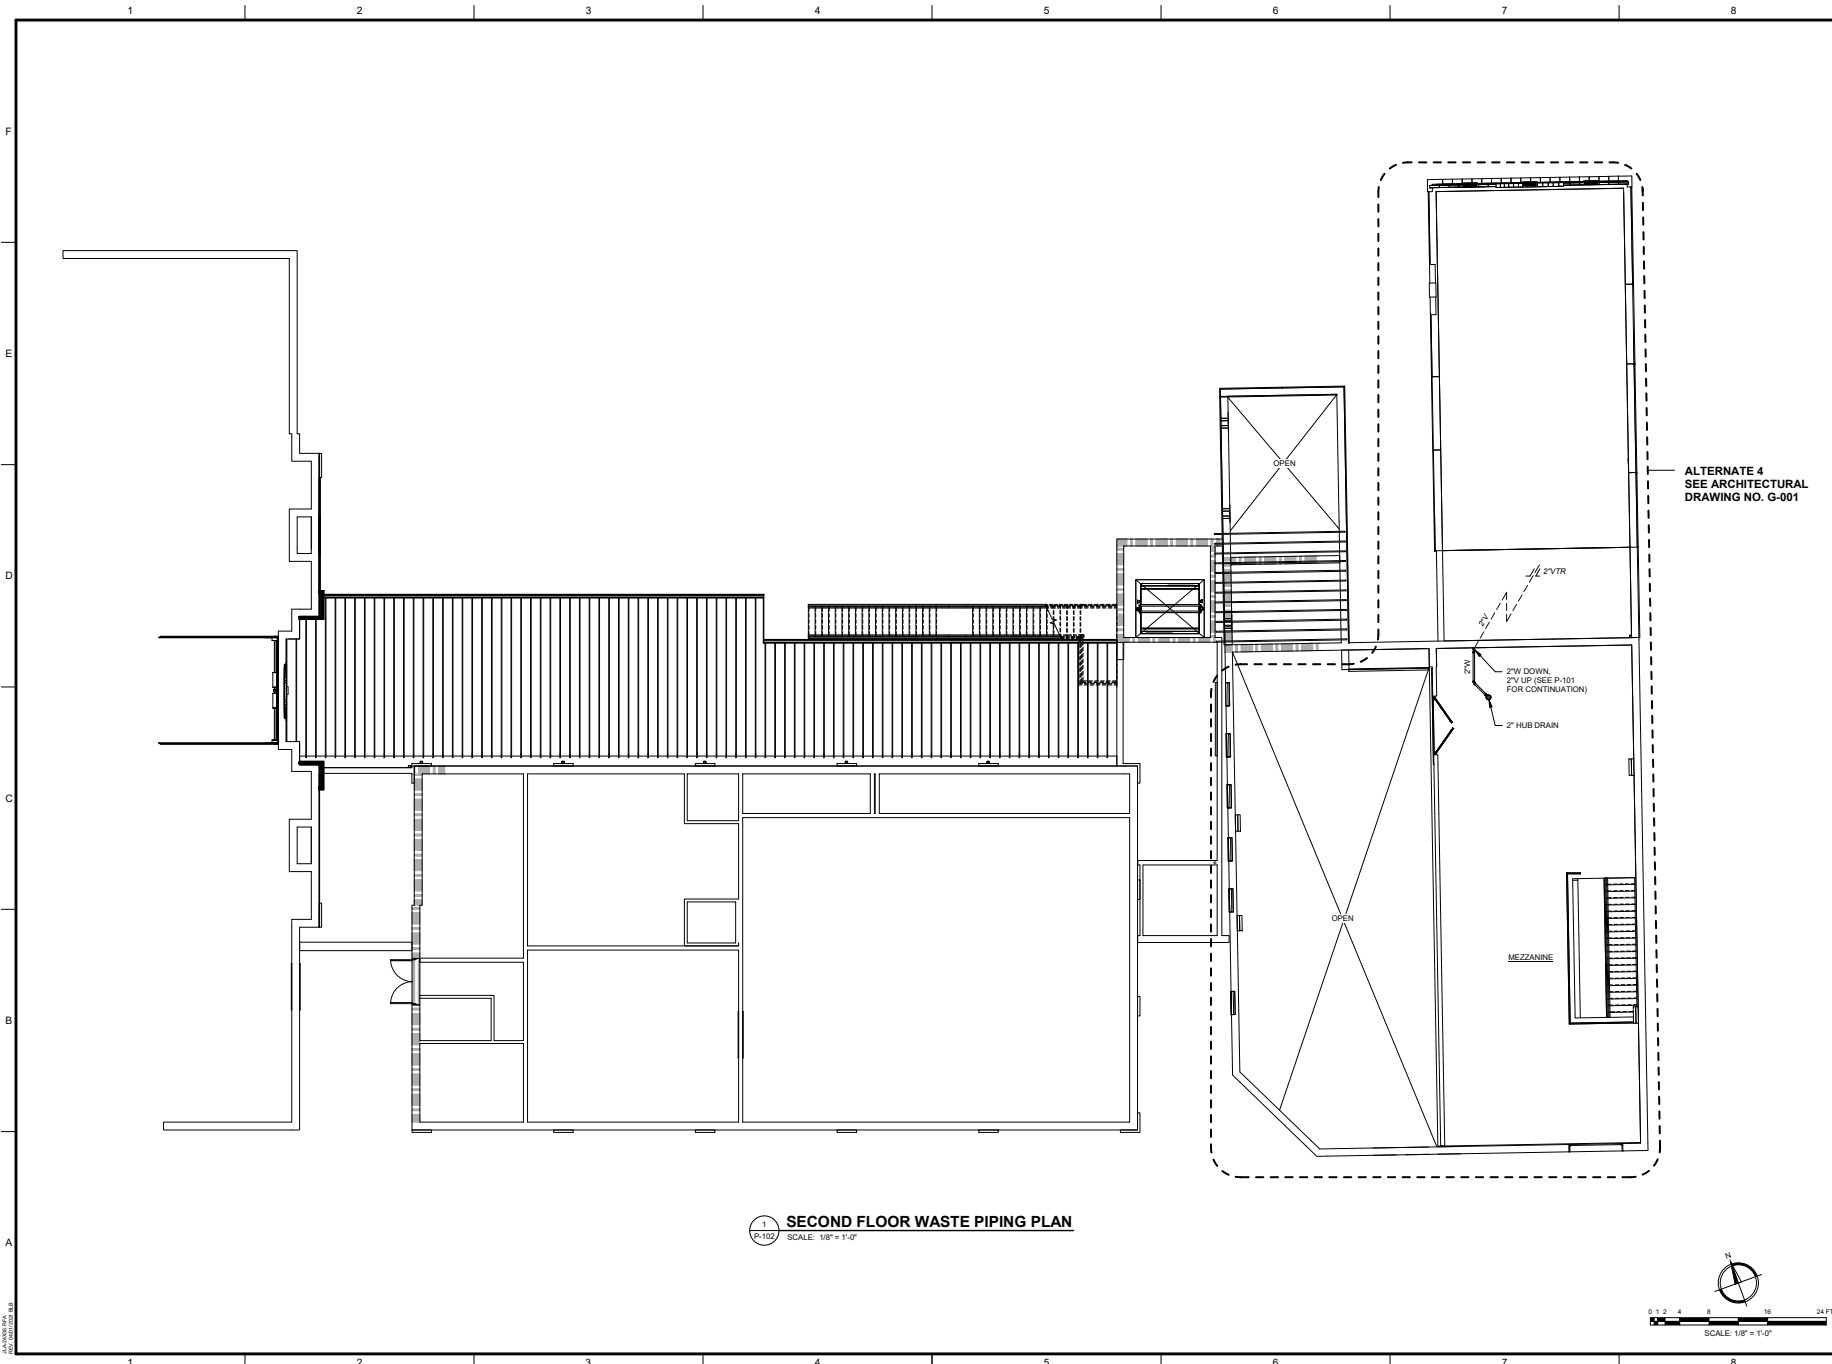 1 2 3 4 5 6 7 8
F
E
D
C
B
A
OPEN
ALTERNATE 4
SEE ARCHITECTURAL
DRAWING NO. G-001
2"VTR
2"V
2"W
2"W DOWN,
2"V UP (SEE P-101
FOR CONTINUATION)
2" HUB DRAIN
OPEN
MEZZANINE
1
P-102
SECOND FLOOR WASTE PIPING PLAN
SCALE: 1/8" = 1'-0"
N
0 1 2 4 8 16 24 FT
SCALE: 1/8" = 1'-0"
1 2 3 4 5 6 7 8